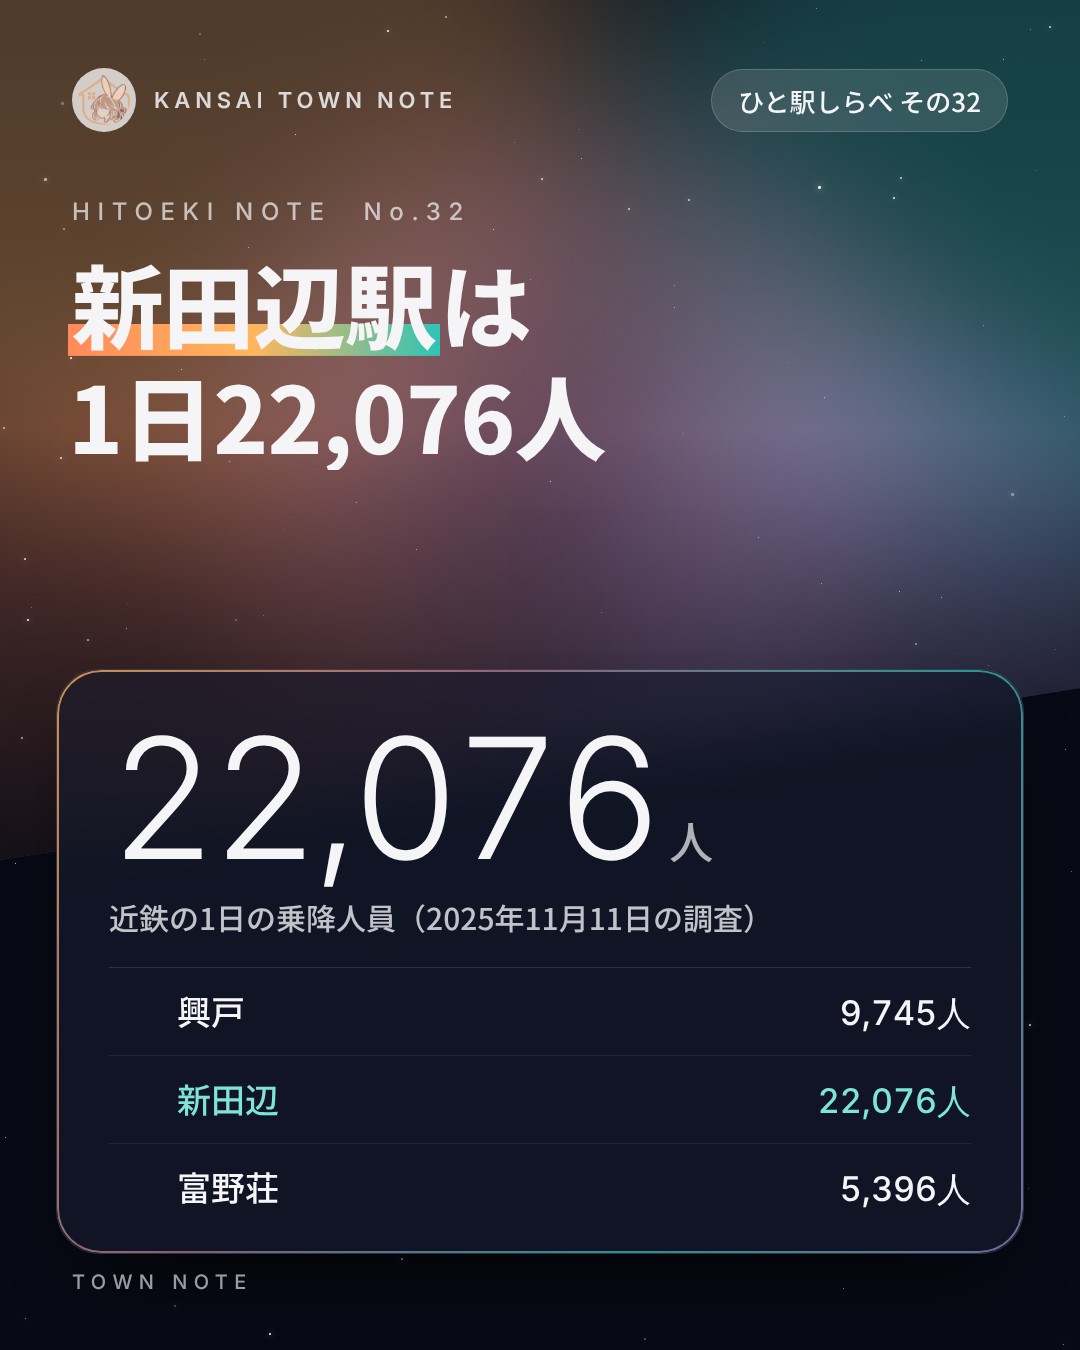 KANSAI TOWN NOTE
ひと駅しらべ その32
HITOEKI NOTE No.32
新田辺駅は
1日22,076人
22,076人
近鉄の1日の乗降人員（2025年11月11日の調査）
興戸 9,745人
新田辺 22,076人
富野荘 5,396人
TOWN NOTE